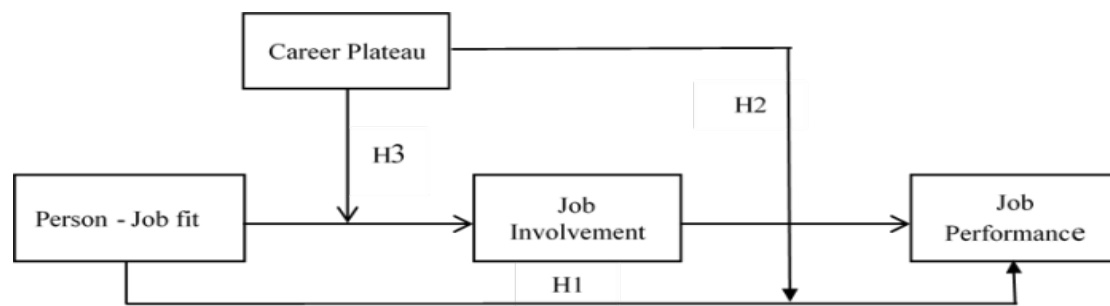 Career Plateau
H2
H3
Person - Job fit
Job
Involvement
Job
Performance
H1